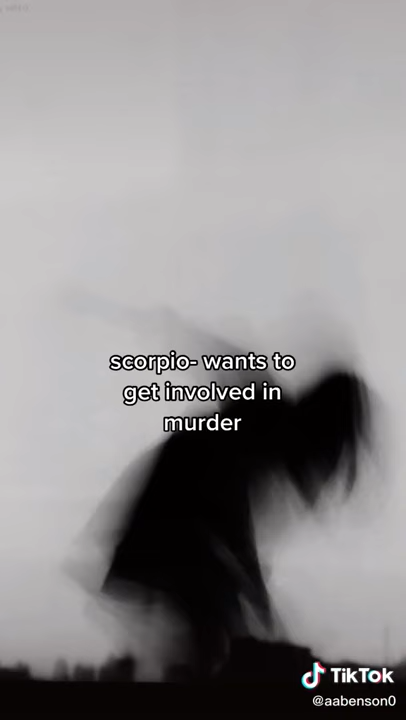 scorpio- wants to
get involved in
murder
TikTok
@aabenson0